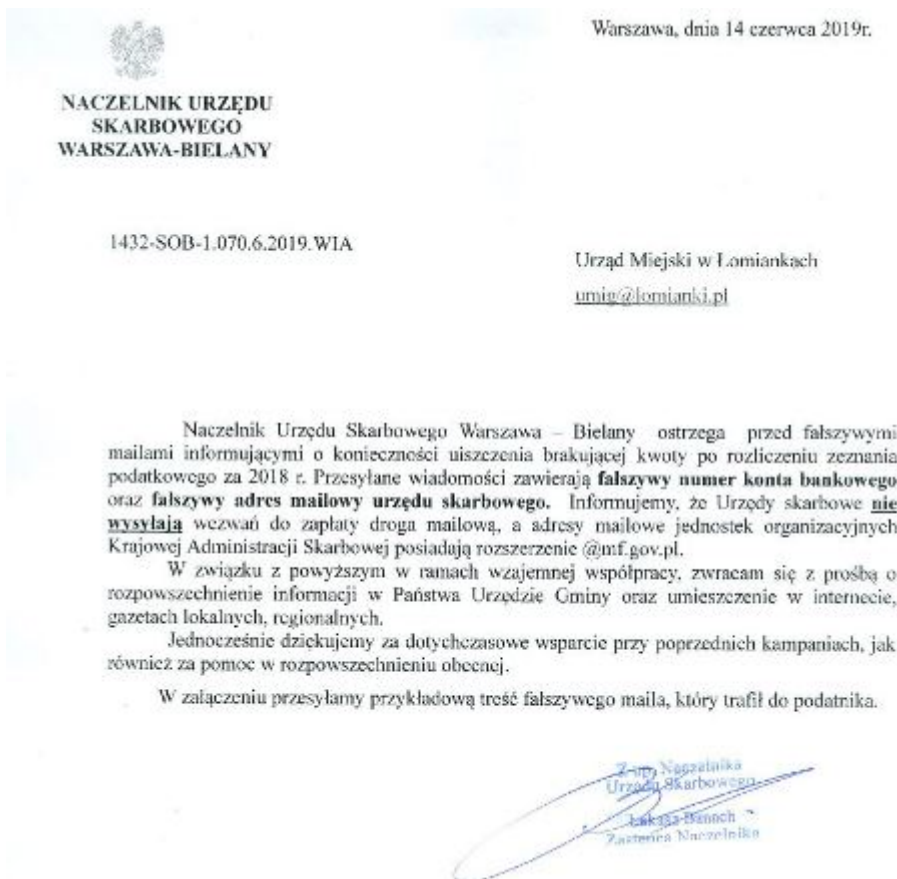 Warszawa, dnia 14 czerwca 2019r.
NACZELNIK URZĘDU
SKARBOWEGO
WARSZAWA-BIELANY
1432-SOB-1.070.6.2019.WIA
Urząd Miejski w Łomiankach
umig@lomianki.pl
Naczelnik Urzędu Skarbowego Warszawa – Bielany ostrzega przed fałszywymi
mailami informującymi o konieczności uiszczenia brakującej kwoty po rozliczeniu zeznania
podatkowego za 2018 r. Przesyłane wiadomości zawierają fałszywy numer konta bankowego
oraz fałszywy adres mailowy urzędu skarbowego. Informujemy, że Urzędy skarbowe nie
wysyłają wezwań do zapłaty droga mailową, a adresy mailowe jednostek organizacyjnych
Krajowej Administracji Skarbowej posiadają rozszerzenie @mf.gov.pl.
W związku z powyższym w ramach wzajemnej współpracy, zwracam się z prośbą o
rozpowszechnienie informacji w Państwa Urzędzie Gminy oraz umieszczenie w internecie,
gazetach lokalnych, regionalnych.
Jednocześnie dziękujemy za dotychczasowe wsparcie przy poprzednich kampaniach, jak
również za pomoc w rozpowszechnieniu obecnej.
W załączeniu przesyłamy przykładową treść fałszywego maila, który trafił do podatnika.
Z up. Naczelnika
Urzędu Skarbowego
Banach
Zastępca Naczelnika